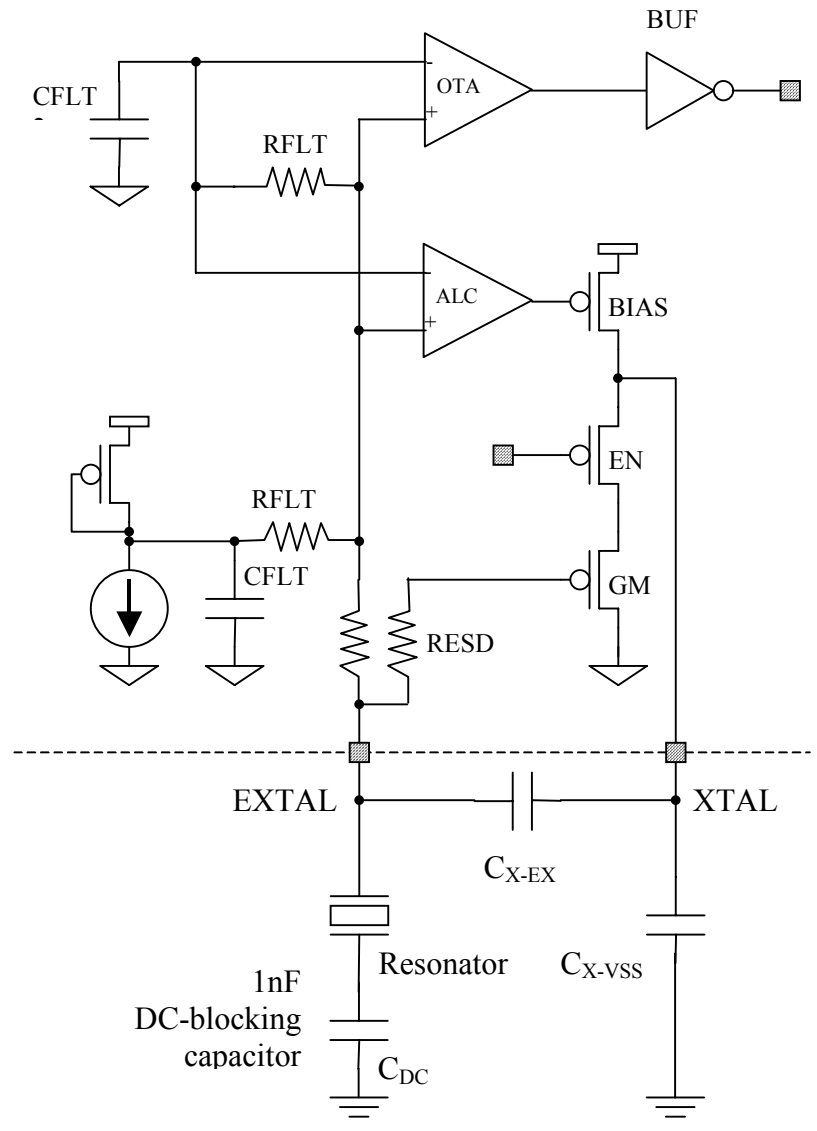 BUF
CFLT
-
OTA
+
RFLT
-
ALC
+
BIAS
EN
RFLT
CFLT
GM
RESD
EXTAL
XTAL
CX-EX
Resonator
CX-VSS
1nF
DC-blocking
capacitor
CDC